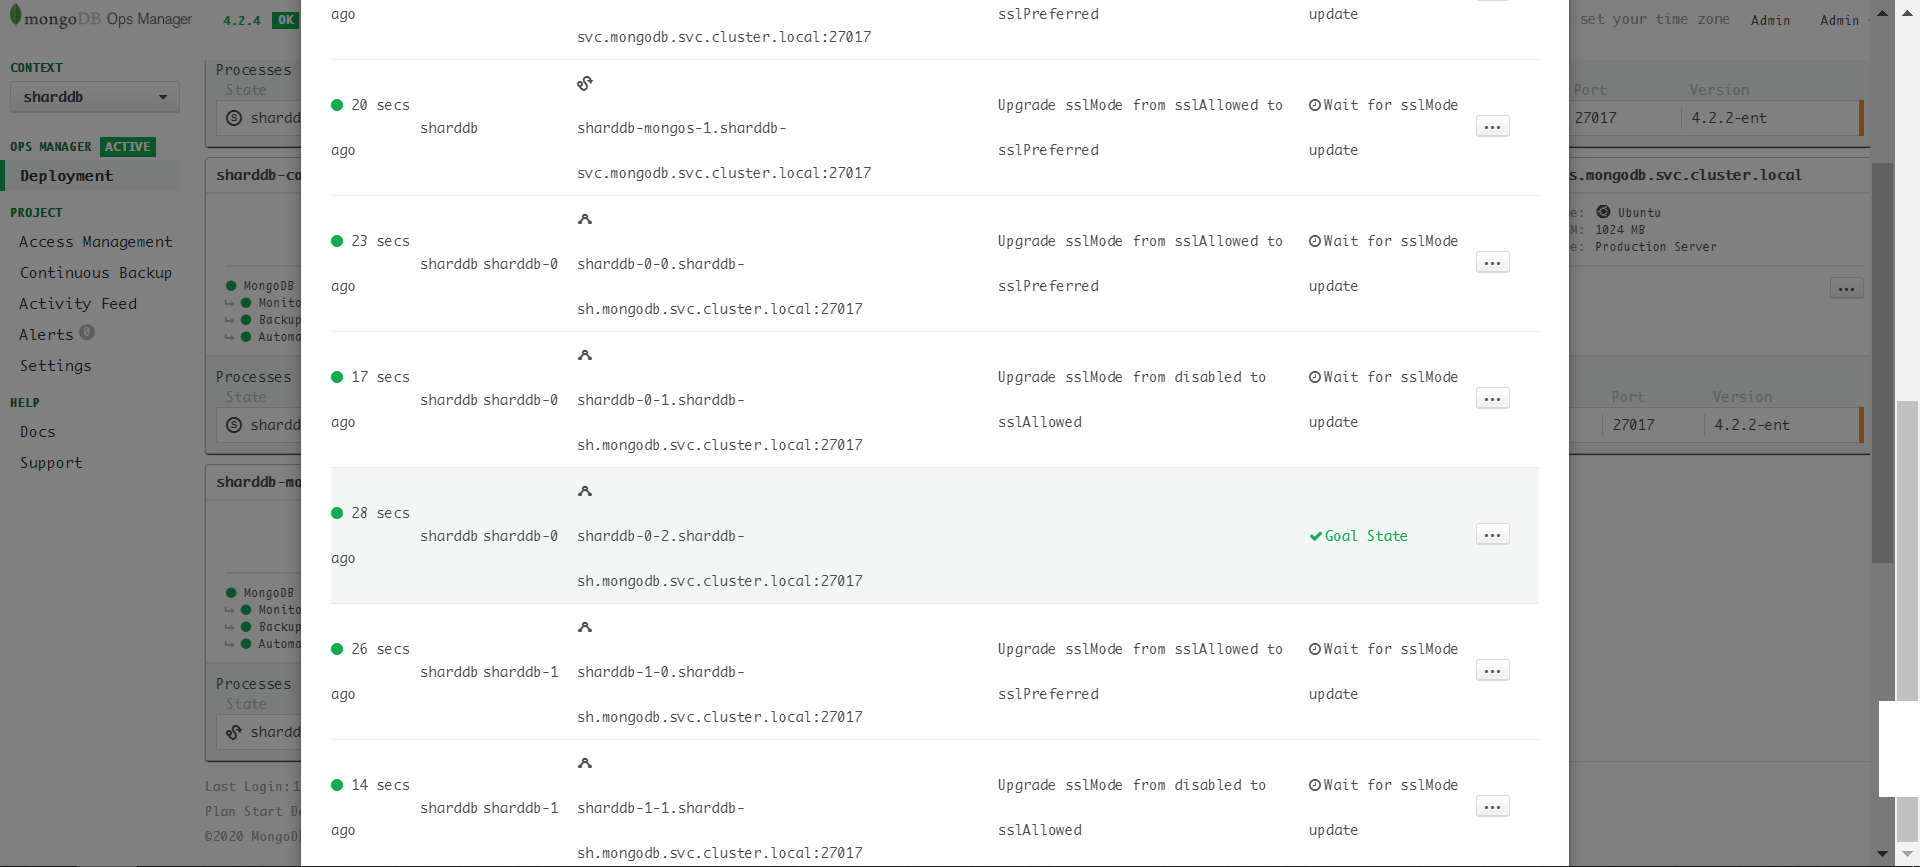 mongoDB Ops Manager 4.2.4 OK
set your time zone Admin Admin
CONTEXT
sharddb
OPS MANAGER ACTIVE
Deployment
PROJECT
Access Management
Continuous Backup
Activity Feed
Alerts 0
Settings
HELP
Docs
Support
Processes
State
S shardd
sharddb-co
MongoDB
Monito
Backup
Automa
Processes
State
S shardd
sharddb-mo
MongoDB
Monito
Backup
Automa
Processes
State
shardd
Last Login:1
Plan Start Da
©2020 MongoDB
ago
svc.mongodb.svc.cluster.local:27017
sslPreferred
update
20 secs
ago
sharddb
sharddb-mongos-1.sharddb-
svc.mongodb.svc.cluster.local:27017
Upgrade sslMode from sslAllowed to
sslPreferred
Wait for sslMode
update
...
23 secs
ago
sharddb sharddb-0
sharddb-0-0.sharddb-
sh.mongodb.svc.cluster.local:27017
Upgrade sslMode from sslAllowed to
sslPreferred
Wait for sslMode
update
...
17 secs
ago
sharddb sharddb-0
sharddb-0-1.sharddb-
sh.mongodb.svc.cluster.local:27017
Upgrade sslMode from disabled to
sslAllowed
Wait for sslMode
update
...
28 secs
ago
sharddb sharddb-0
sharddb-0-2.sharddb-
sh.mongodb.svc.cluster.local:27017
Goal State
...
26 secs
ago
sharddb sharddb-1
sharddb-1-0.sharddb-
sh.mongodb.svc.cluster.local:27017
Upgrade sslMode from sslAllowed to
sslPreferred
Wait for sslMode
update
...
14 secs
ago
sharddb sharddb-1
sharddb-1-1.sharddb-
sh.mongodb.svc.cluster.local:27017
Upgrade sslMode from disabled to
sslAllowed
Wait for sslMode
update
...
Port Version
27017 4.2.2-ent
s.mongodb.svc.cluster.local
e: Ubuntu
M: 1024 MB
e: Production Server
...
Port Version
27017 4.2.2-ent